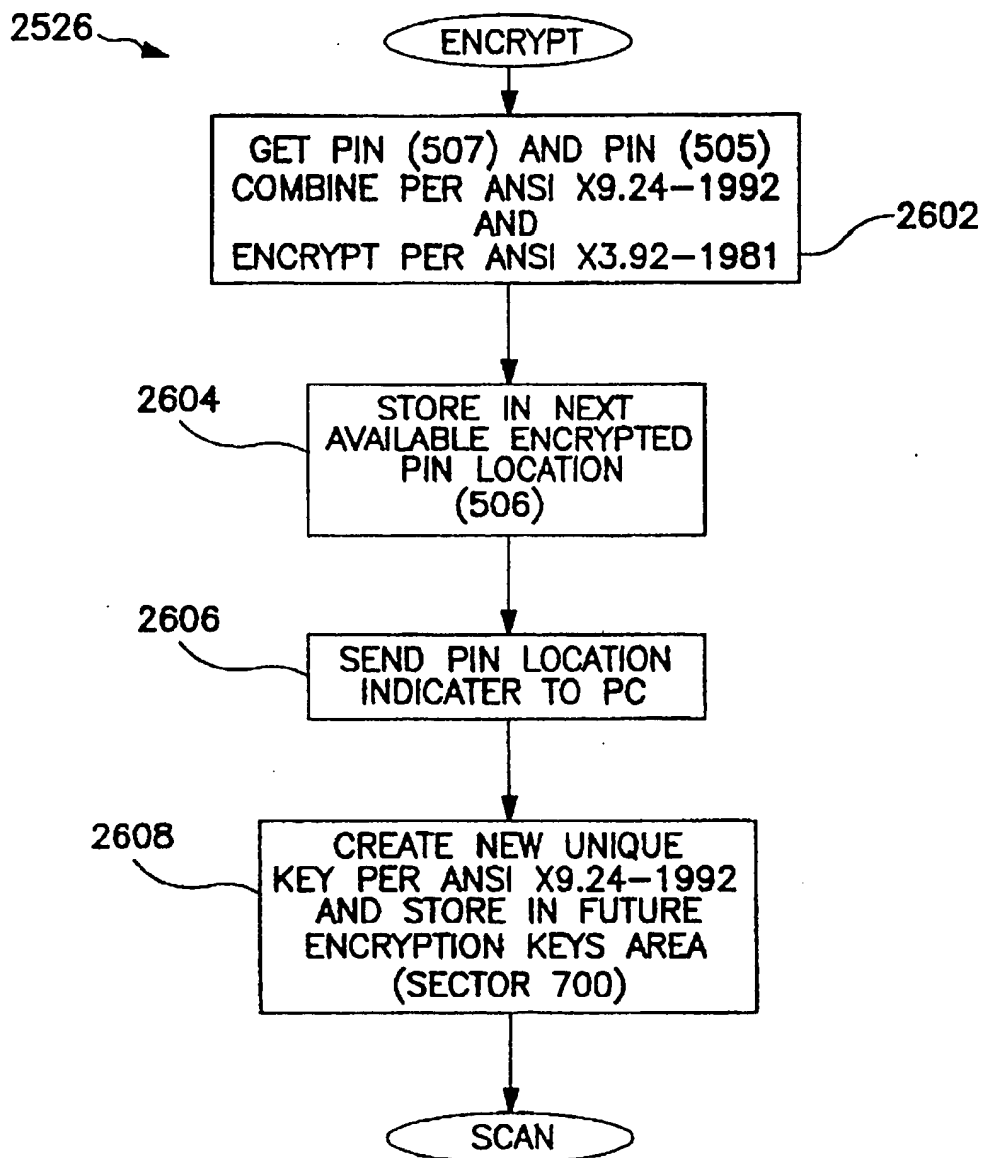 2526
ENCRYPT
GET PIN (507) AND PIN (505)
COMBINE PER ANSI X9.24-1992
AND
ENCRYPT PER ANSI X3.92-1981
2602
2604
STORE IN NEXT
AVAILABLE ENCRYPTED
PIN LOCATION
(506)
2606
SEND PIN LOCATION
INDICATER TO PC
2608
CREATE NEW UNIQUE
KEY PER ANSI X9.24-1992
AND STORE IN FUTURE
ENCRYPTION KEYS AREA
(SECTOR 700)
SCAN